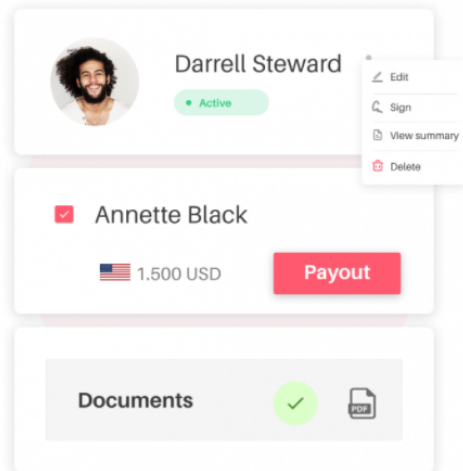 Darrell Steward
Active
Edit
Sign
View summary
Delete
Annette Black
1.500 USD
Payout
Documents
PDF